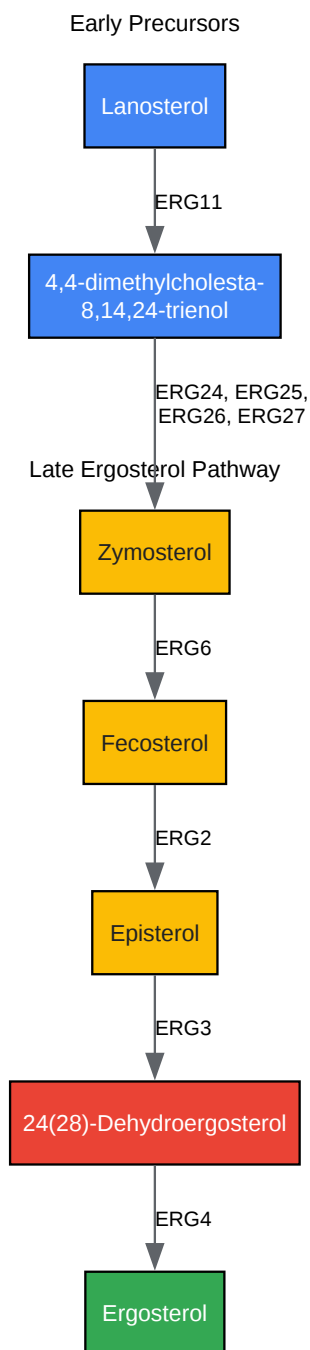 Early Precursors
Lanosterol
ERG11
4,4-dimethylcholesta-
8,14,24-trienol
ERG24, ERG25,
ERG26, ERG27
Late Ergosterol Pathway
Zymosterol
ERG6
Fecosterol
ERG2
Episterol
ERG3
24(28)-Dehydroergosterol
ERG4
Ergosterol